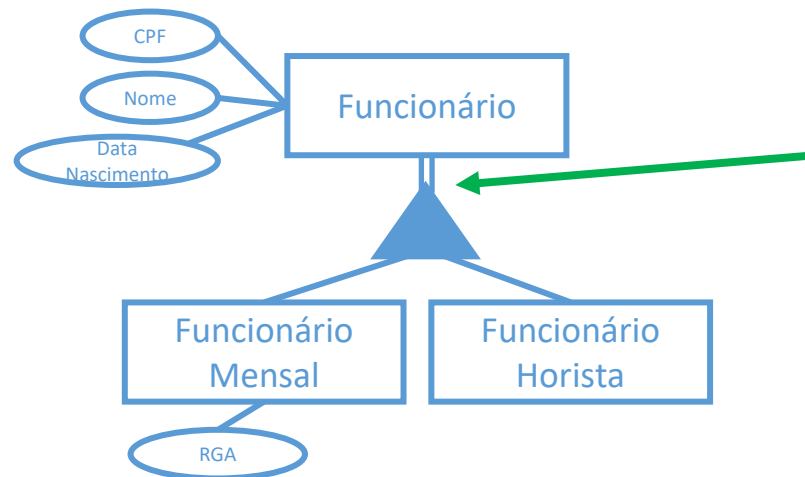 CPF
Nome
Data
Nascimento
Funcionário
Funcionário
Mensal
Funcionário
Horista
RGA